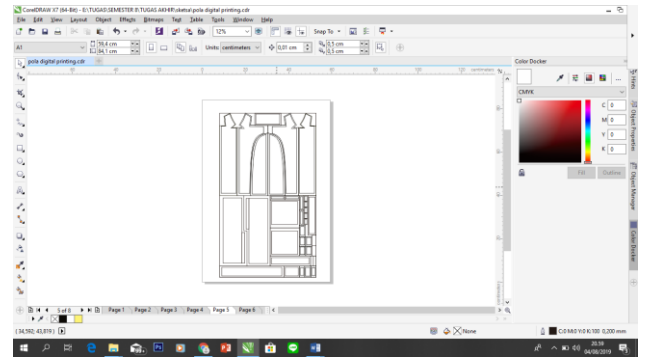 CorelDRAW X7 (64-Bit) - E:\TUGAS\SEMESTER 8\TUGAS AKHIR\sketsa\pola digital printing.cdr
File Edit View Layout Object Effects Bitmaps Text Table Tools Window Help
12% Snap To
A1 59,4 cm 84,1 cm Units: centimeters 0,01 cm 0,5 cm 0,5 cm
pola digital printing.cdr
centimeters
Color Docker
CMYK
C 0
M 0
Y 0
K 0
Fill Outline
Hints
Object Properties
Object Manager
Color Docker
5 of 8 Page 1 Page 2 Page 3 Page 4 Page 5 Page 6
(34,592; 43,819) None C:0 M:0 Y:0 K:100 0,200 mm
20.59
04/08/2019